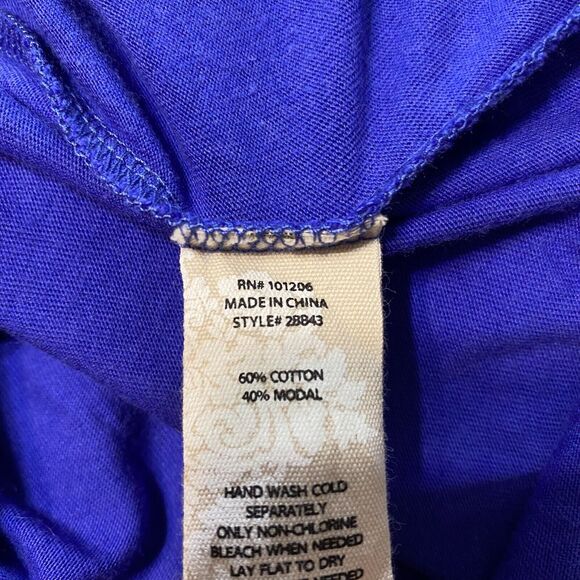 RN# 101206
MADE IN CHINA
STYLE# 28843
60% COTTON
40% MODAL
HAND WASH COLD
SEPARATELY
ONLY NON-CHLORINE
BLEACH WHEN NEEDED
LAY FLAT TO DRY